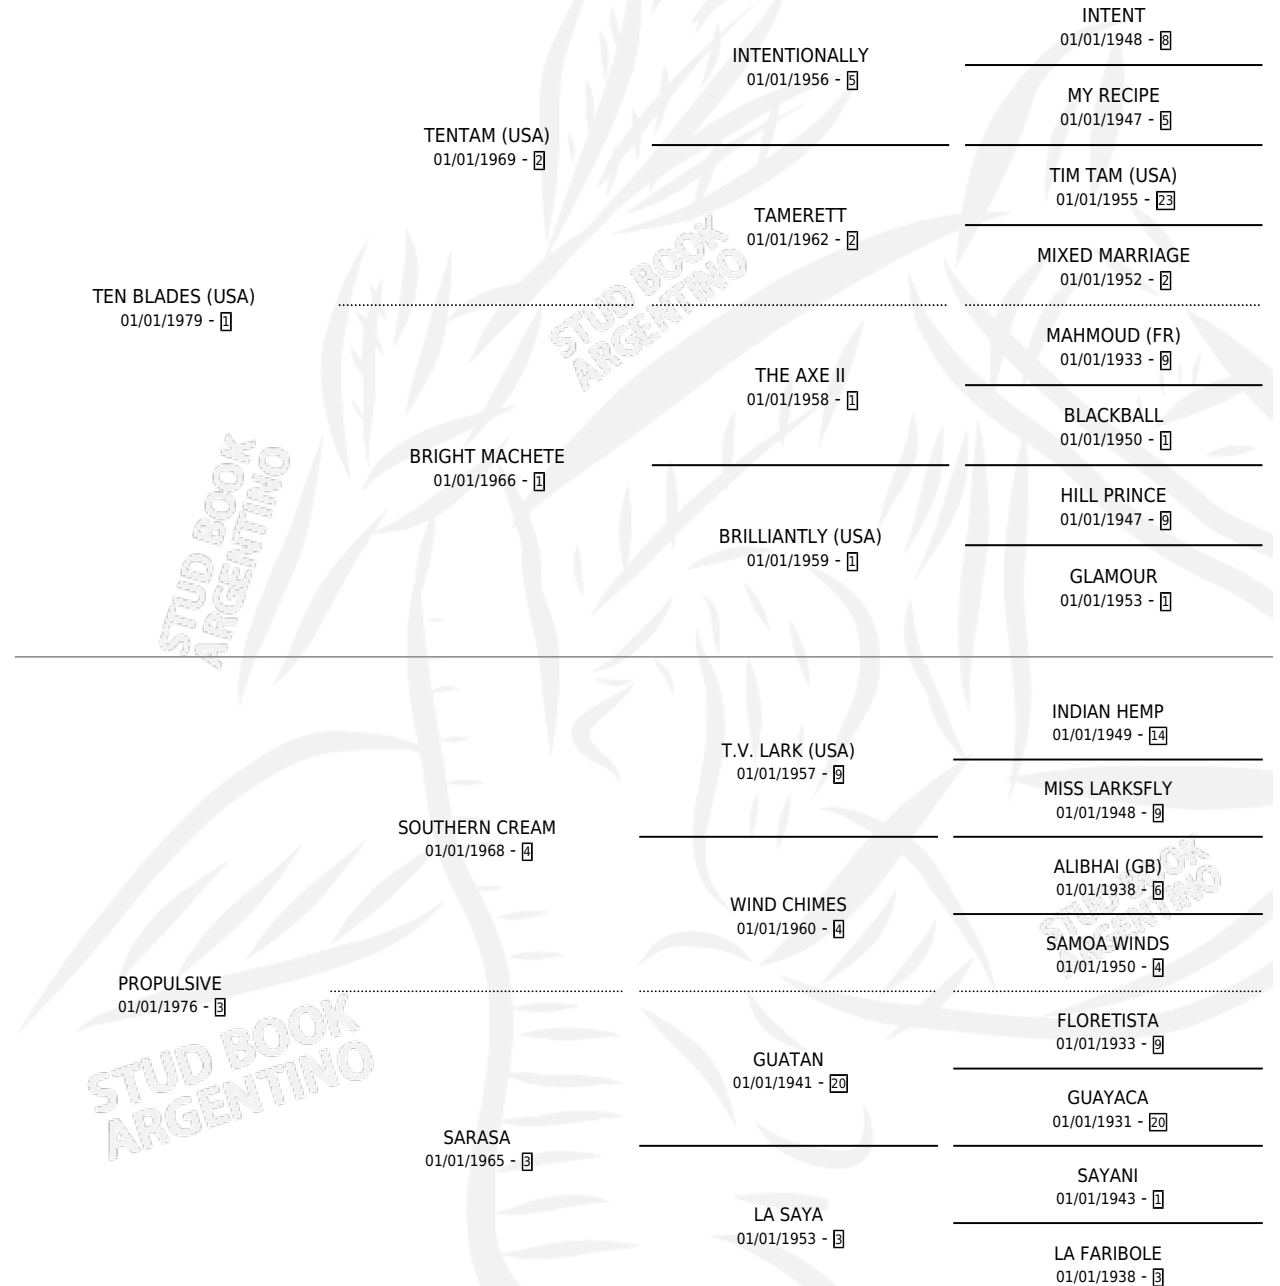 INTENT
01/01/1948 - 8
INTENTIONALLY
01/01/1956 - 5
MY RECIPE
01/01/1947 - 5
TENTAM (USA)
01/01/1969 - 2
TIM TAM (USA)
01/01/1955 - 23
TAMERETT
01/01/1962 - 2
MIXED MARRIAGE
01/01/1952 - 2
TEN BLADES (USA)
01/01/1979 - 1
MAHMOUD (FR)
01/01/1933 - 9
THE AXE II
01/01/1958 - 1
BLACKBALL
01/01/1950 - 1
BRIGHT MACHETE
01/01/1966 - 1
HILL PRINCE
01/01/1947 - 9
BRILLIANTLY (USA)
01/01/1959 - 1
GLAMOUR
01/01/1953 - 1
INDIAN HEMP
01/01/1949 - 14
T.V. LARK (USA)
01/01/1957 - 9
MISS LARKSFLY
01/01/1948 - 9
SOUTHERN CREAM
01/01/1968 - 4
ALIBHAI (GB)
01/01/1938 - 6
WIND CHIMES
01/01/1960 - 4
SAMOA WINDS
01/01/1950 - 4
PROPULSIVE
01/01/1976 - 3
FLORETISTA
01/01/1933 - 9
GUATAN
01/01/1941 - 20
GUAYACA
01/01/1931 - 20
SARASA
01/01/1965 - 3
SAYANI
01/01/1943 - 1
LA SAYA
01/01/1953 - 3
LA FARIBOLE
01/01/1938 - 3
STUD BOOK
ARGENTINO
STUD BOOK
ARGENTINO
STUD BOOK
ARGENTINO
STUD BOOK
ARGENTINO